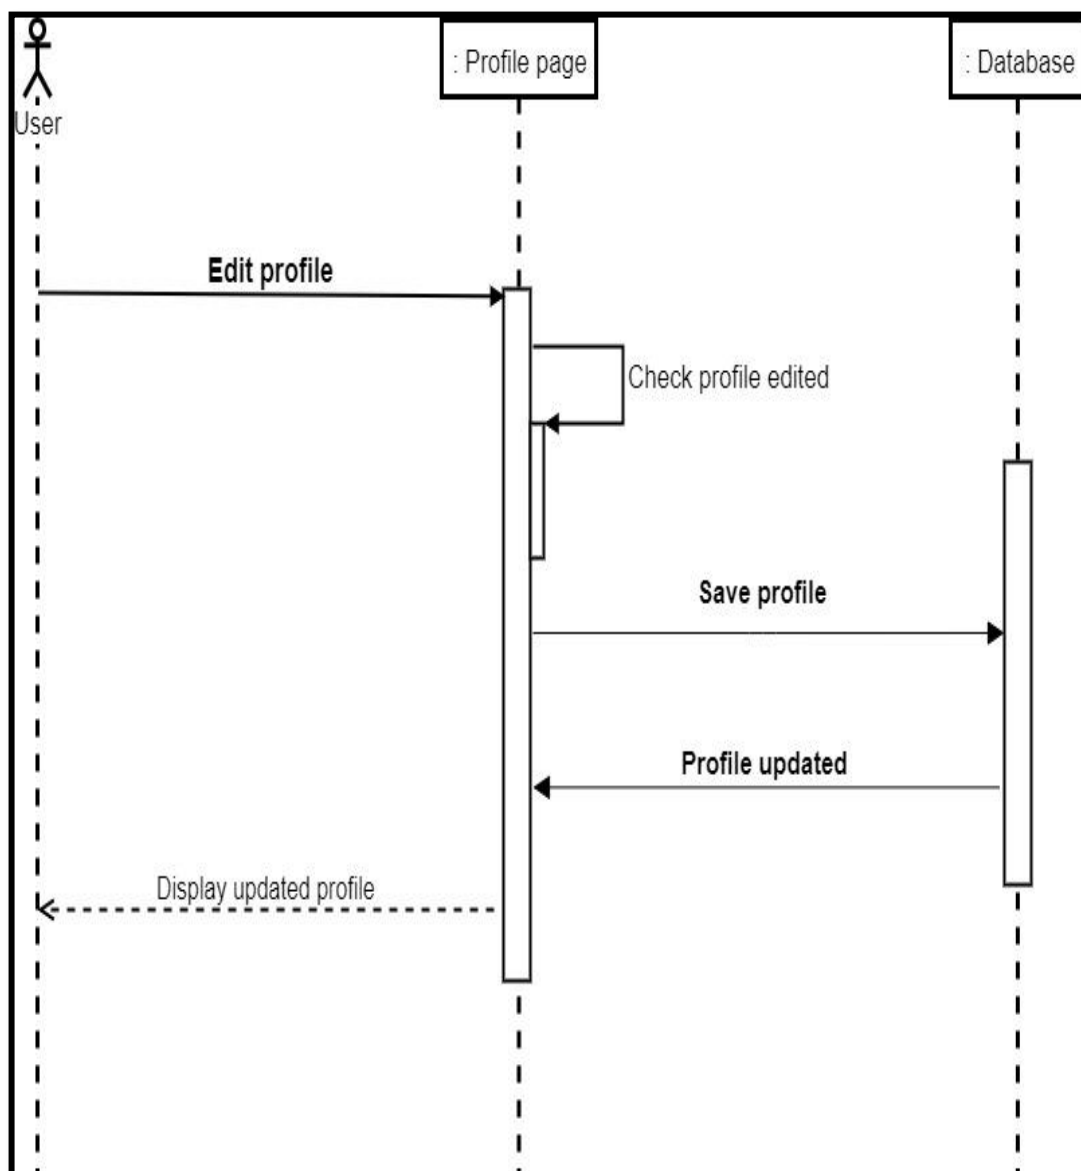 User
: Profile page
: Database
Edit profile
Check profile edited
Save profile
Profile updated
Display updated profile